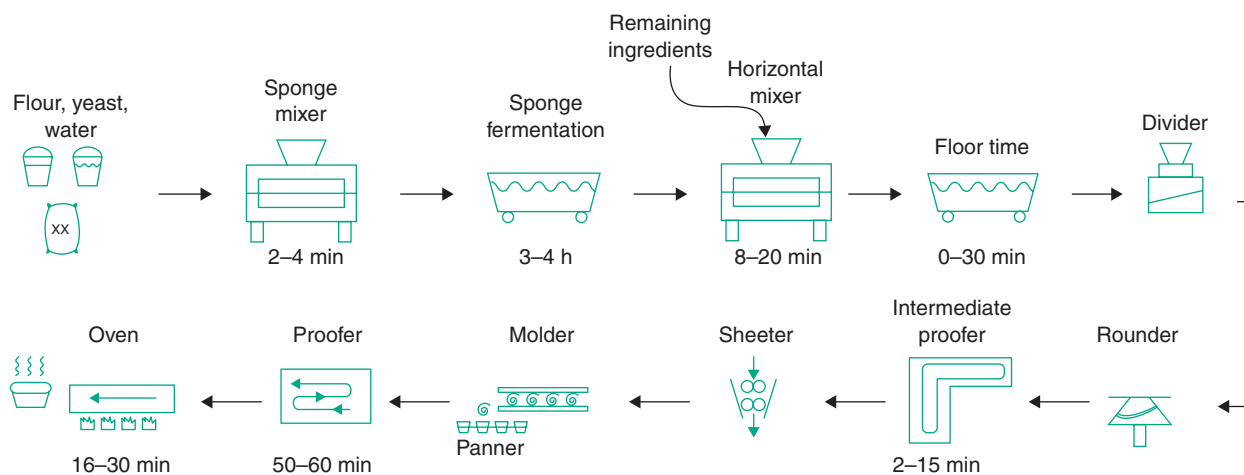 Remaining
ingredients
Horizontal
mixer
Flour, yeast,
water
Sponge
mixer
Sponge
fermentation
Floor time
Divider
XX
2–4 min
3–4 h
8–20 min
0–30 min
Oven
Proofer
Molder
Sheeter
Intermediate
proofer
Rounder
Panner
16–30 min
50–60 min
2–15 min